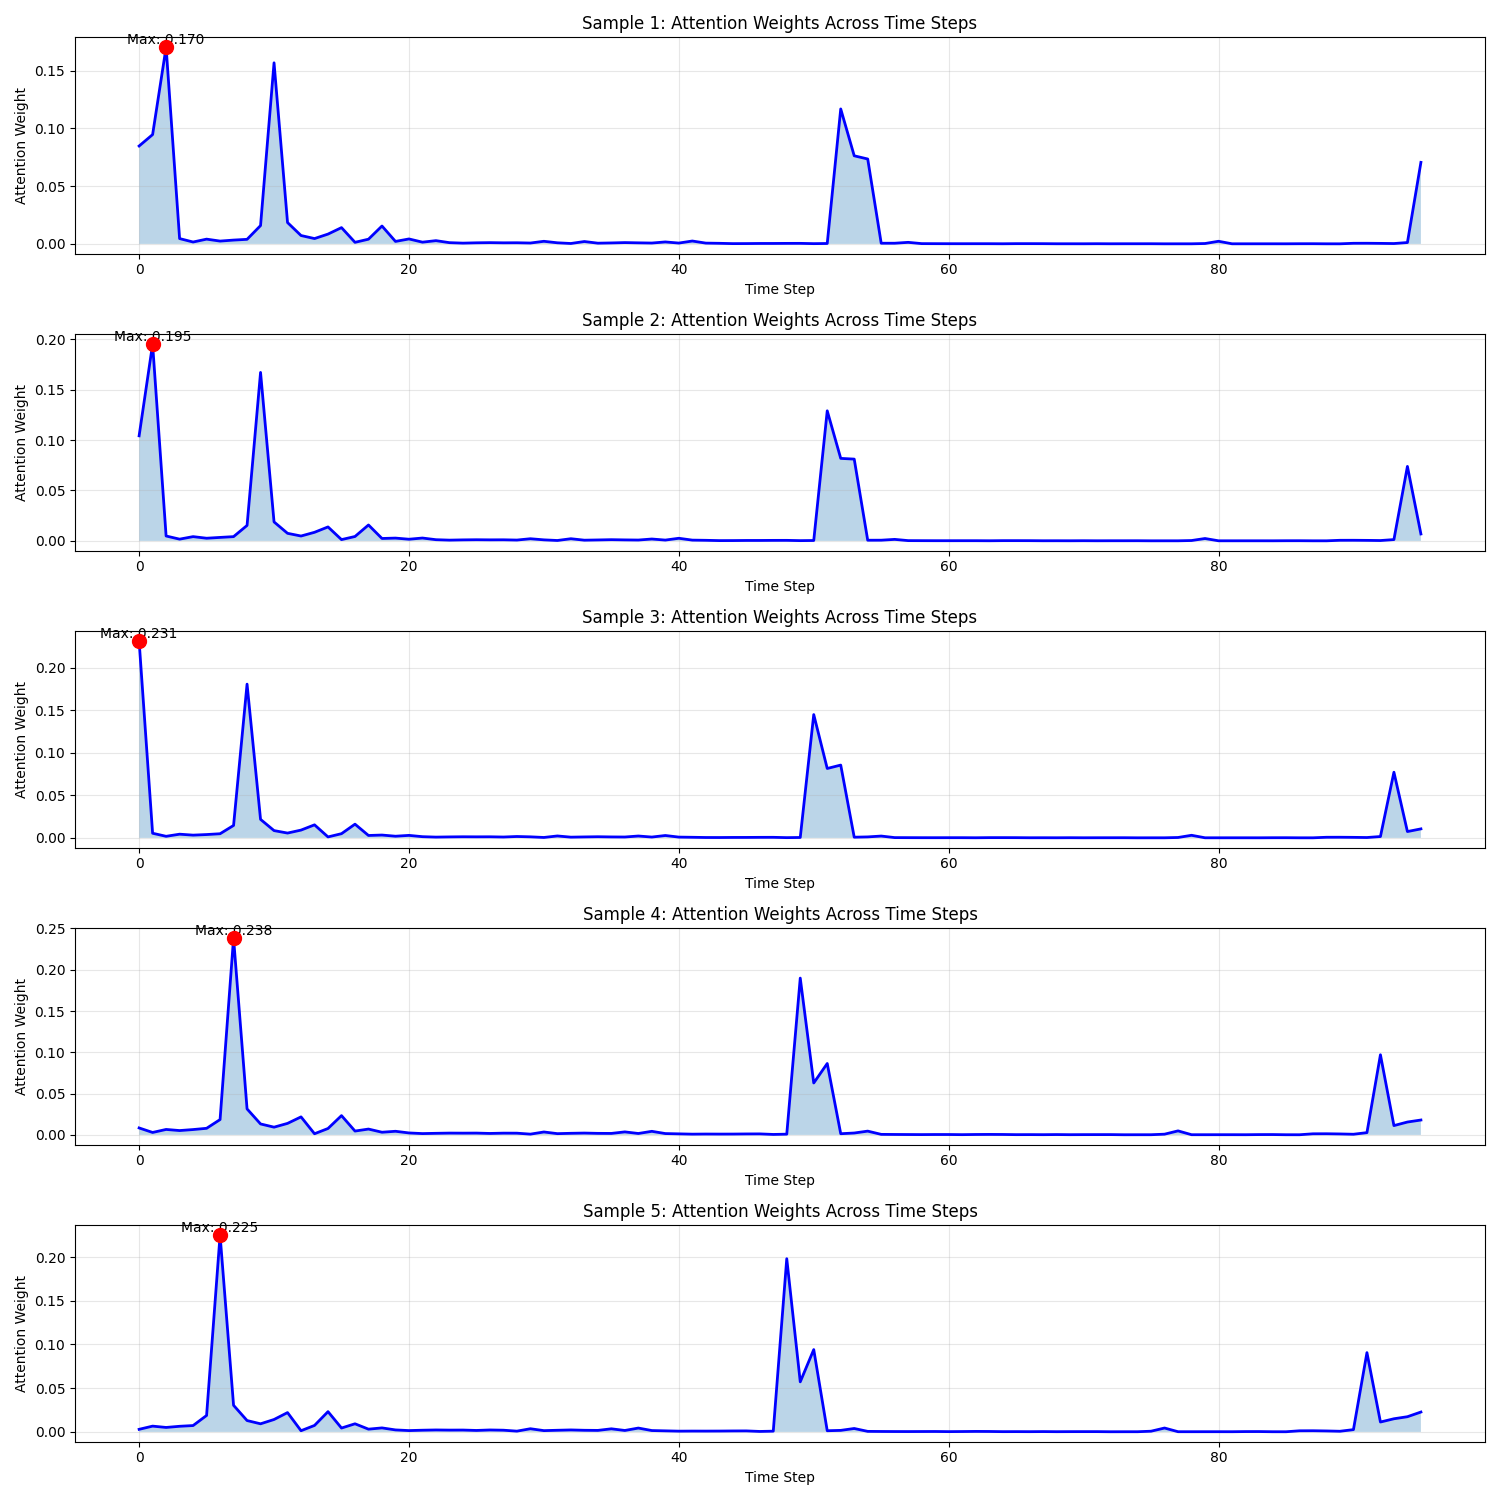 Sample 1: Attention Weights Across Time Steps
Max: 0.170
Attention Weight
0.15
0.10
0.05
0.00
0 20 40 60 80
Time Step
Sample 2: Attention Weights Across Time Steps
Max: 0.195
Attention Weight
0.20
0.15
0.10
0.05
0.00
0 20 40 60 80
Time Step
Sample 3: Attention Weights Across Time Steps
Max: 0.231
Attention Weight
0.20
0.15
0.10
0.05
0.00
0 20 40 60 80
Time Step
Sample 4: Attention Weights Across Time Steps
Max: 0.238
Attention Weight
0.25
0.20
0.15
0.10
0.05
0.00
0 20 40 60 80
Time Step
Sample 5: Attention Weights Across Time Steps
Max: 0.225
Attention Weight
0.20
0.15
0.10
0.05
0.00
0 20 40 60 80
Time Step